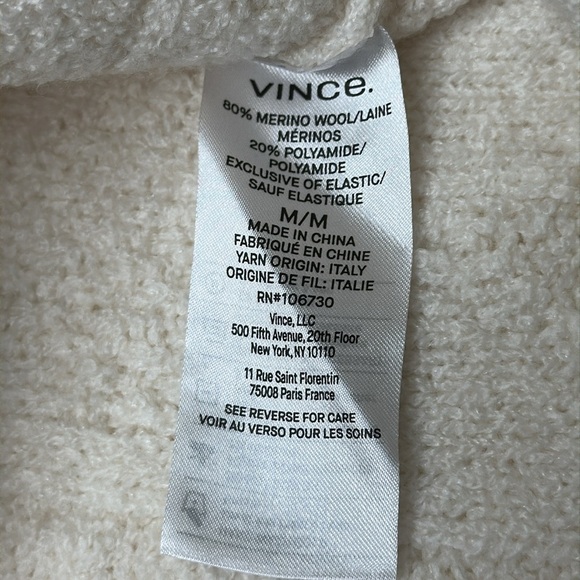 VINCE.
80% MERINO WOOL/LAINE
MÉRINOS
20% POLYAMIDE/
POLYAMIDE
EXCLUSIVE OF ELASTIC/
SAUF ELASTIQUE
M/M
MADE IN CHINA
FABRIQUÉ EN CHINE
YARN ORIGIN: ITALY
ORIGINE DE FIL: ITALIE
RN#106730
Vince, LLC
500 Fifth Avenue, 20th Floor
New York, NY 10110
11 Rue Saint Florentin
75008 Paris France
SEE REVERSE FOR CARE
VOIR AU VERSO POUR LES SOINS